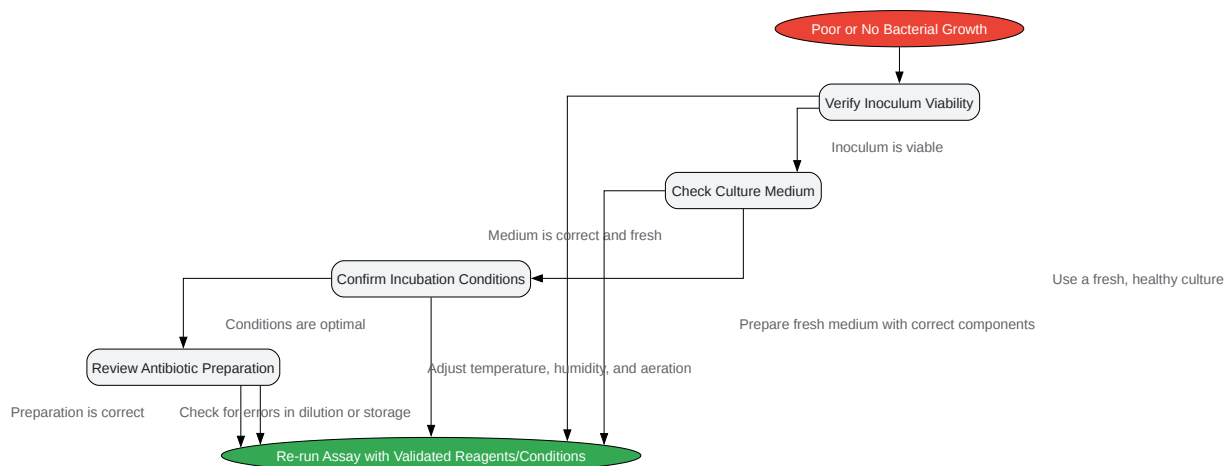 Poor or No Bacterial Growth
Verify Inoculum Viability
Inoculum is viable
Check Culture Medium
Medium is correct and fresh
Confirm Incubation Conditions
Use a fresh, healthy culture
Conditions are optimal
Prepare fresh medium with correct components
Review Antibiotic Preparation
Adjust temperature, humidity, and aeration
Preparation is correct
Check for errors in dilution or storage
Re-run Assay with Validated Reagents/Conditions